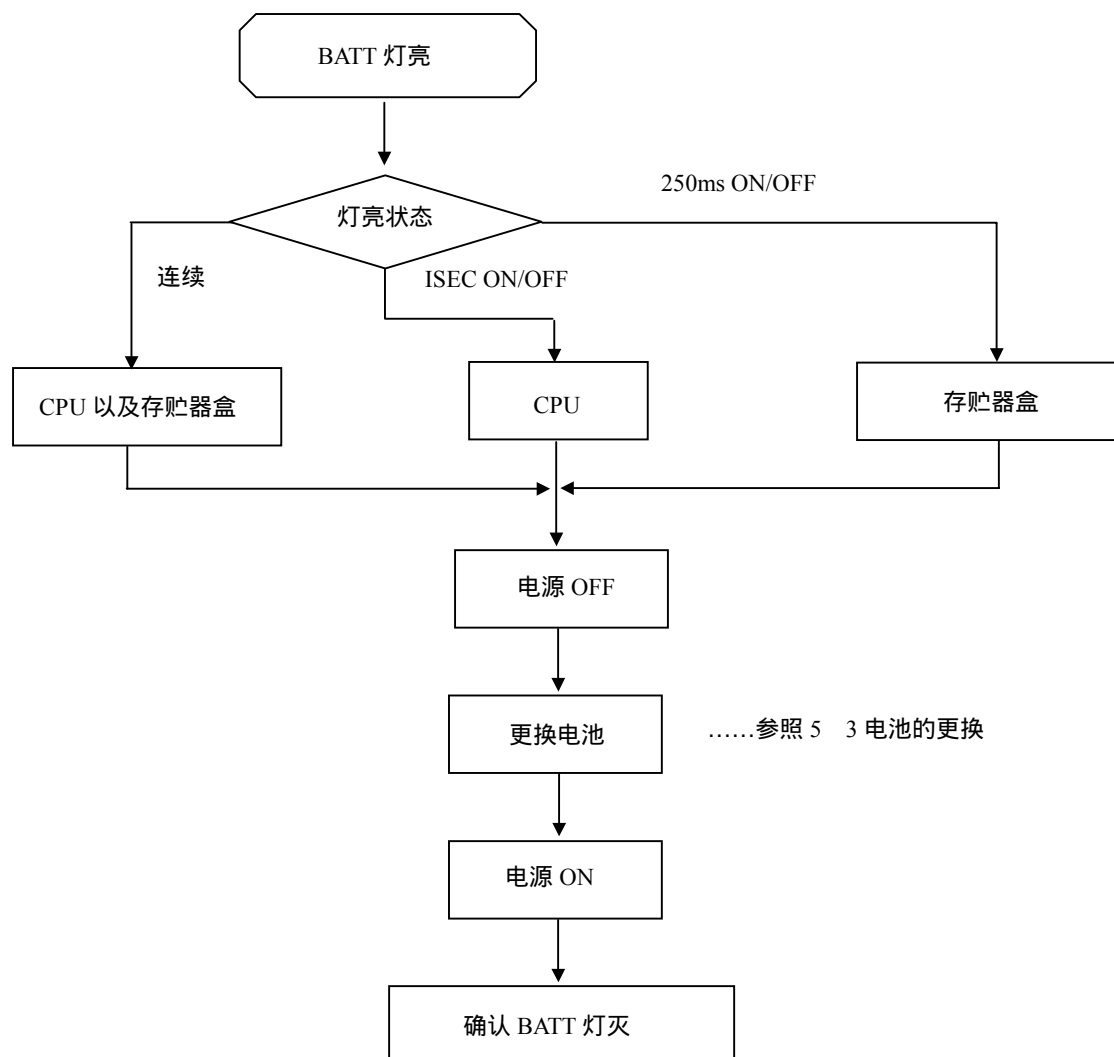 BATT 灯亮
250ms ON/OFF
灯亮状态
连续
ISEC ON/OFF
CPU 以及存贮器盒
CPU
存贮器盒
电源 OFF
更换电池
……参照 5 3 电池的更换
电源 ON
确认 BATT 灯灭